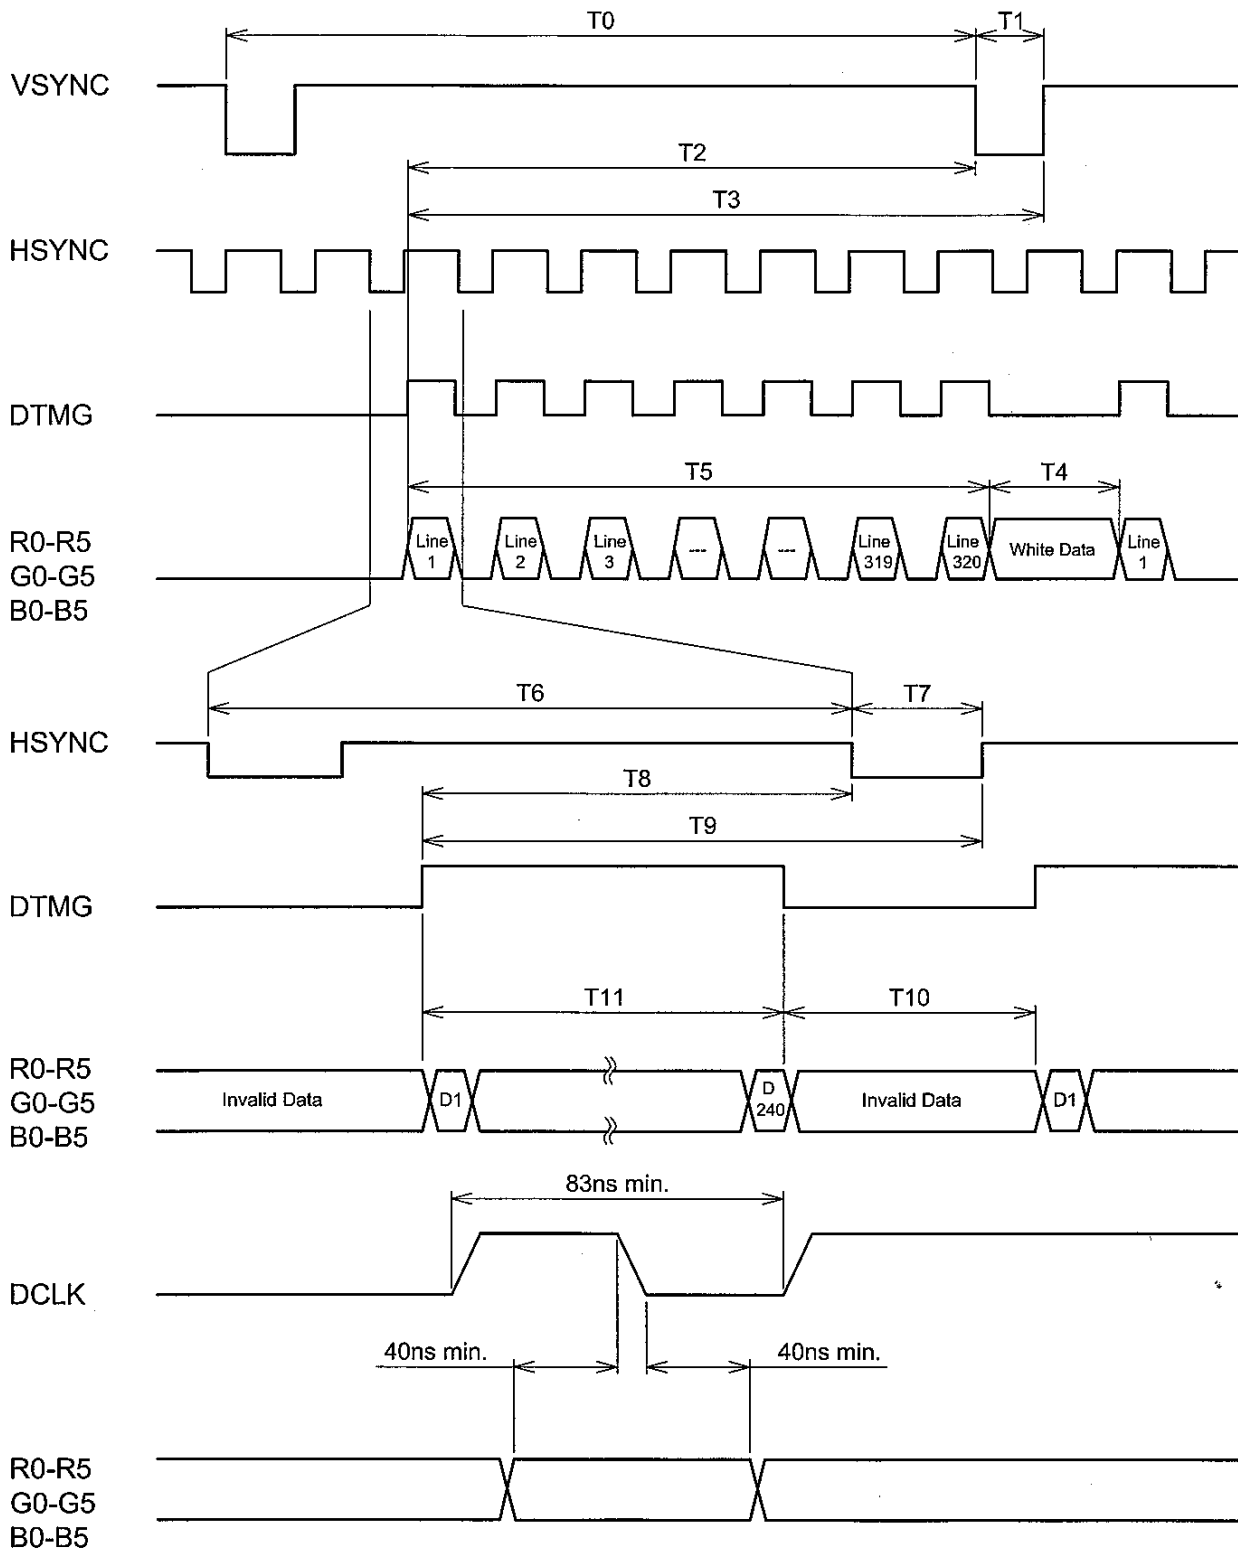 T0
T1
VSYNC
T2
T3
HSYNC
DTMG
T5
T4
R0-R5
G0-G5
B0-B5
Line 1
Line 2
Line 3
---
---
Line 319
Line 320
White Data
Line 1
T6
T7
HSYNC
T8
T9
DTMG
T11
T10
R0-R5
G0-G5
B0-B5
Invalid Data
D1
D 240
Invalid Data
D1
83ns min.
DCLK
40ns min.
40ns min.
R0-R5
G0-G5
B0-B5